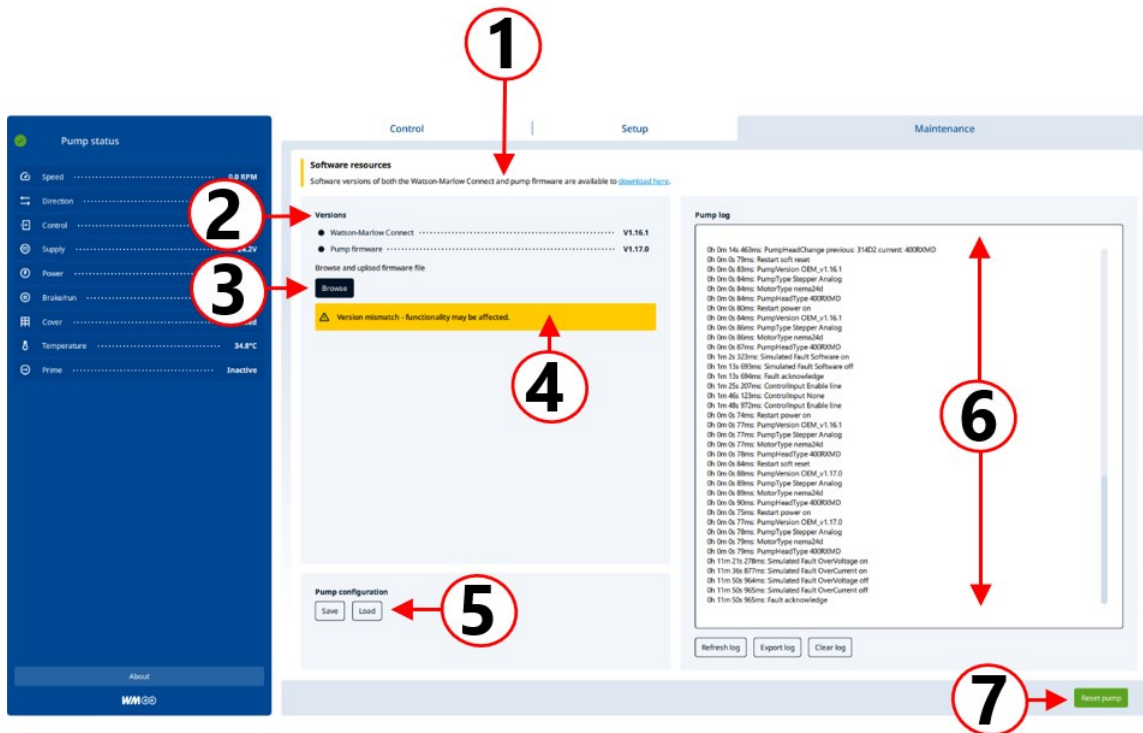 1
Pump status
Speed 0.0 RPM
Direction
Control
Supply 24.2V
Power
Brake/run
Cover
Temperature 34.8°C
Prime Inactive
About
WM
Control
Setup
Maintenance
Software resources
Software versions of both the Watson-Marlow Connect and pump firmware are available to download here.
2
Versions
Watson-Marlow Connect V1.16.1
Pump firmware V1.17.0
Browse and upload firmware file
3
Browse
Version mismatch - functionality may be affected.
4
Pump configuration
Save Load
5
Pump log
0h 0m 14s 463ms: PumpHeadChange previous: 314D2 current: 400RXMD
0h 0m 0s 79ms: Restart soft reset
0h 0m 0s 83ms: PumpVersion OEM_v1.16.1
0h 0m 0s 84ms: PumpType Stepper Analog
0h 0m 0s 84ms: MotorType nema24d
0h 0m 0s 84ms: PumpHeadType 400RXMD
0h 0m 0s 80ms: Restart power on
0h 0m 0s 84ms: PumpVersion OEM_v1.16.1
0h 0m 0s 86ms: PumpType Stepper Analog
0h 0m 0s 86ms: MotorType nema24d
0h 0m 0s 87ms: PumpHeadType 400RXMD
0h 1m 2s 323ms: Simulated Fault Software on
0h 1m 13s 693ms: Simulated Fault Software off
0h 1m 13s 694ms: Fault acknowledge
0h 1m 25s 207ms: ControlInput Enable line
0h 1m 46s 123ms: ControlInput None
0h 1m 48s 972ms: ControlInput Enable line
0h 0m 0s 74ms: Restart power on
0h 0m 0s 77ms: PumpVersion OEM_v1.16.1
0h 0m 0s 77ms: PumpType Stepper Analog
0h 0m 0s 77ms: MotorType nema24d
0h 0m 0s 78ms: PumpHeadType 400RXMD
0h 0m 0s 84ms: Restart soft reset
0h 0m 0s 88ms: PumpVersion OEM_v1.17.0
0h 0m 0s 89ms: PumpType Stepper Analog
0h 0m 0s 89ms: MotorType nema24d
0h 0m 0s 90ms: PumpHeadType 400RXMD
0h 0m 0s 75ms: Restart power on
0h 0m 0s 77ms: PumpVersion OEM_v1.17.0
0h 0m 0s 78ms: PumpType Stepper Analog
0h 0m 0s 79ms: MotorType nema24d
0h 0m 0s 79ms: PumpHeadType 400RXMD
0h 11m 21s 278ms: Simulated Fault OverVoltage on
0h 11m 36s 877ms: Simulated Fault OverCurrent on
0h 11m 50s 964ms: Simulated Fault OverVoltage off
0h 11m 50s 965ms: Simulated Fault OverCurrent off
0h 11m 50s 965ms: Fault acknowledge
6
Refresh log Export log Clear log
7
Reset pump